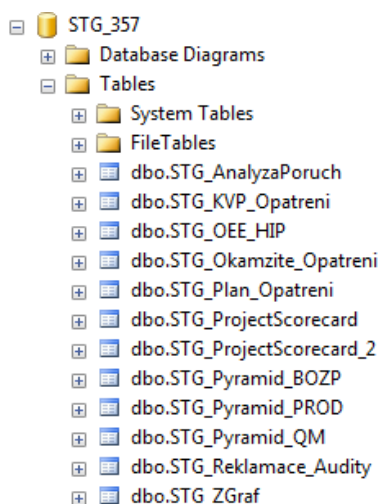 STG_357
Database Diagrams
Tables
System Tables
FileTables
dbo.STG_AnalyzaPoruch
dbo.STG_KVP_Opatreni
dbo.STG_OEE_HIP
dbo.STG_Okamzite_Opatreni
dbo.STG_Plan_Opatreni
dbo.STG_ProjectScorecard
dbo.STG_ProjectScorecard_2
dbo.STG_Pyramid_BOZP
dbo.STG_Pyramid_PROD
dbo.STG_Pyramid_QM
dbo.STG_Reklamace_Audity
dbo.STG_ZGraf